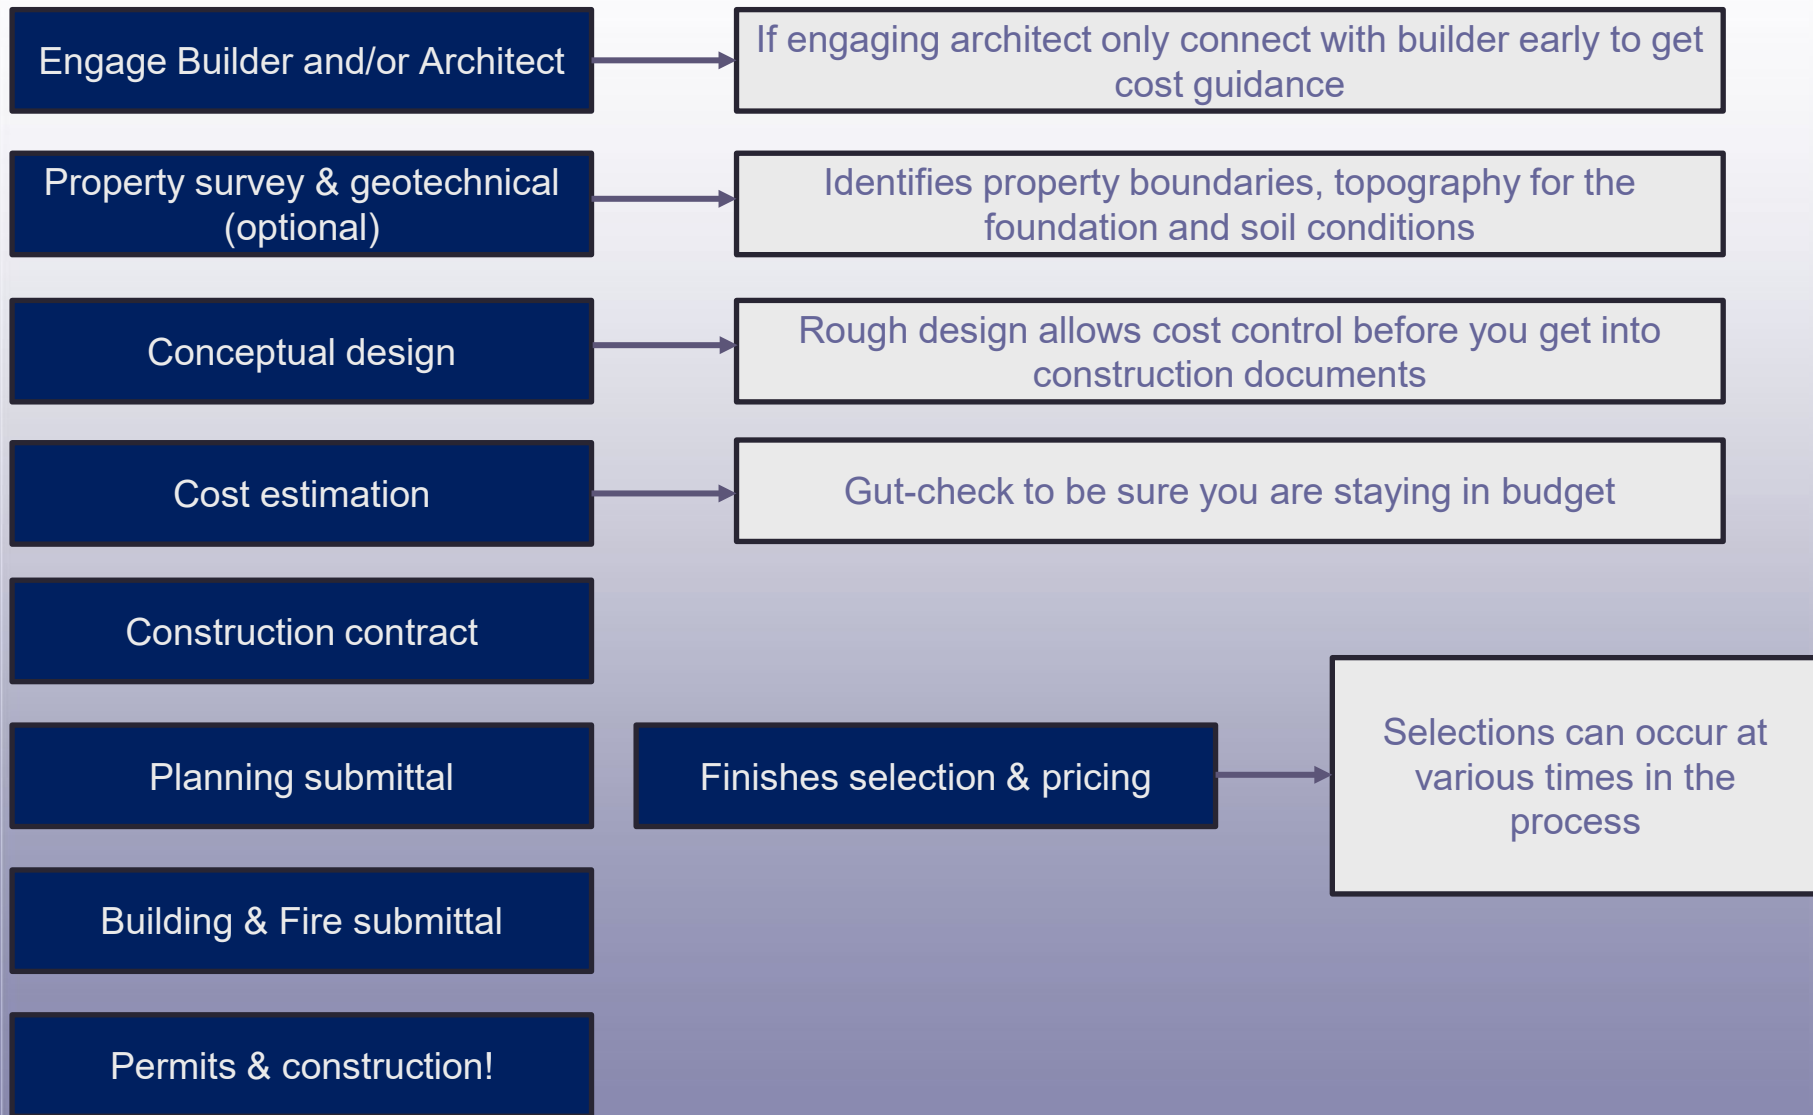 Engage Builder and/or Architect
If engaging architect only connect with builder early to get
cost guidance
Property survey & geotechnical
(optional)
Identifies property boundaries, topography for the
foundation and soil conditions
Conceptual design
Rough design allows cost control before you get into
construction documents
Cost estimation
Gut-check to be sure you are staying in budget
Construction contract
Planning submittal
Finishes selection & pricing
Selections can occur at
various times in the
process
Building & Fire submittal
Permits & construction!